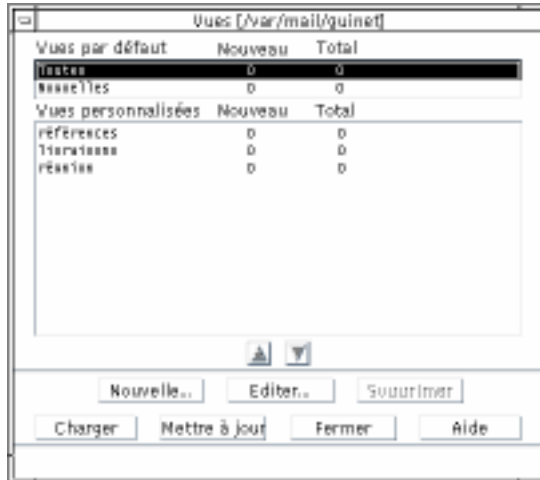 Vues [/var/mail/guinet]
Vues par défaut Nouveau Total
Toutes 0 0
Nouvelles 0 0
Vues personnalisées Nouveau Total
références 0 0
livraisons 0 0
réunion 0 0
Nouvelle... Editer... Supprimer
Charger Mettre à jour Fermer Aide